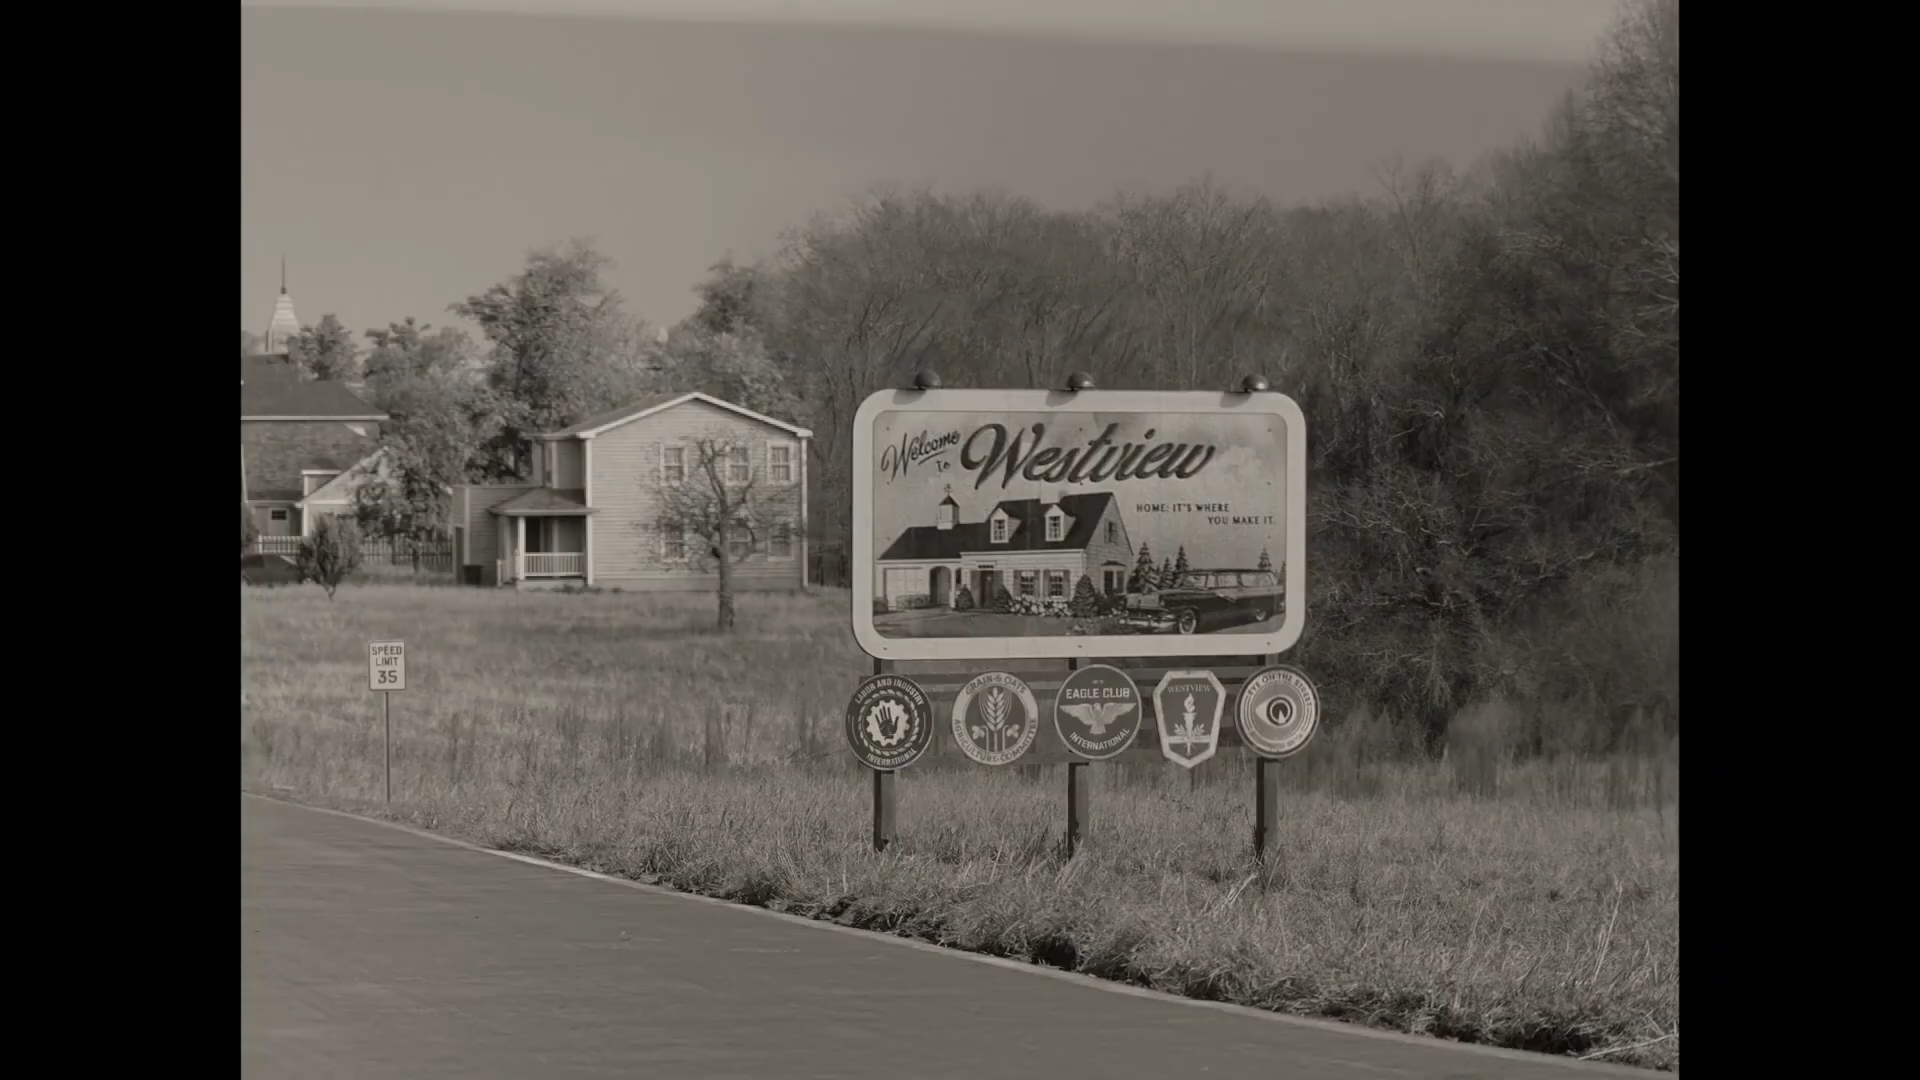 Welcome
to Westview
HOME: IT'S WHERE
YOU MAKE IT.
SPEED
LIMIT
35
LABOR AND INDUSTRY
INTERNATIONAL
GRAIN & OATS
AGRICULTURE COMMITTEE
EAGLE CLUB
INTERNATIONAL
WESTVIEW
EYE ON THE STREET